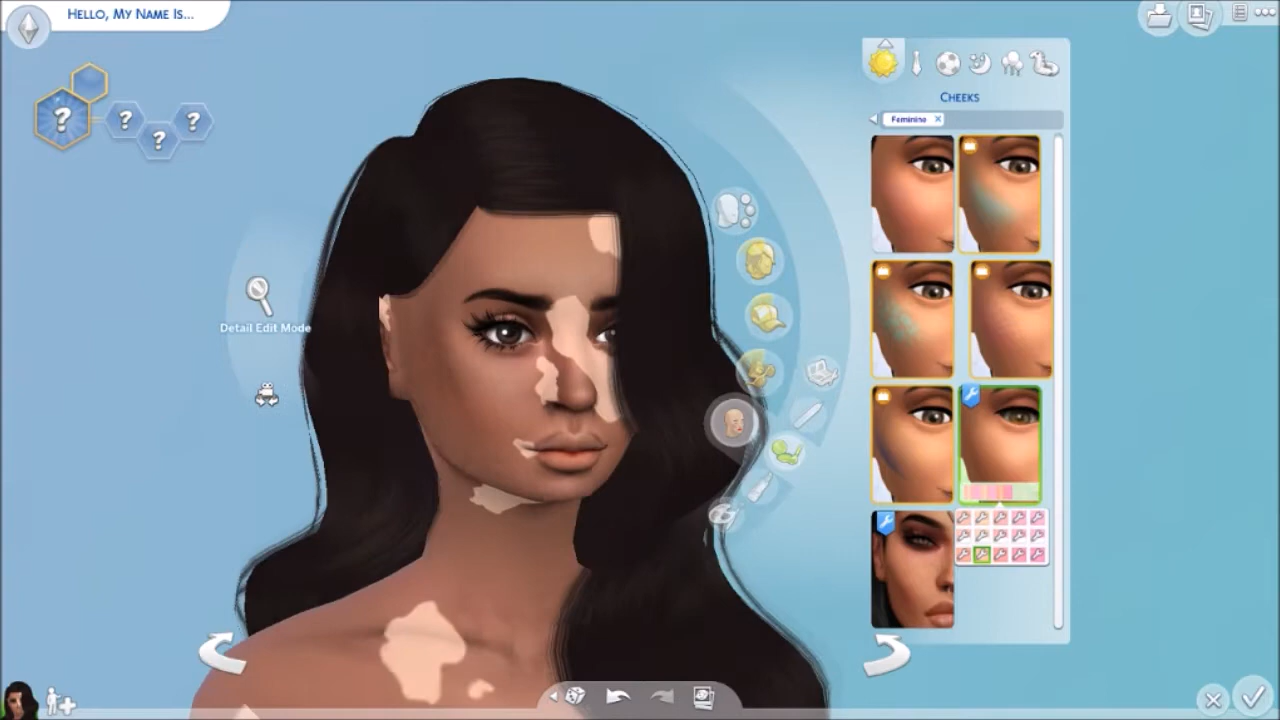 Hello, My Name Is...
?
?
?
?
Cheeks
Feminine X
Detail Edit Mode